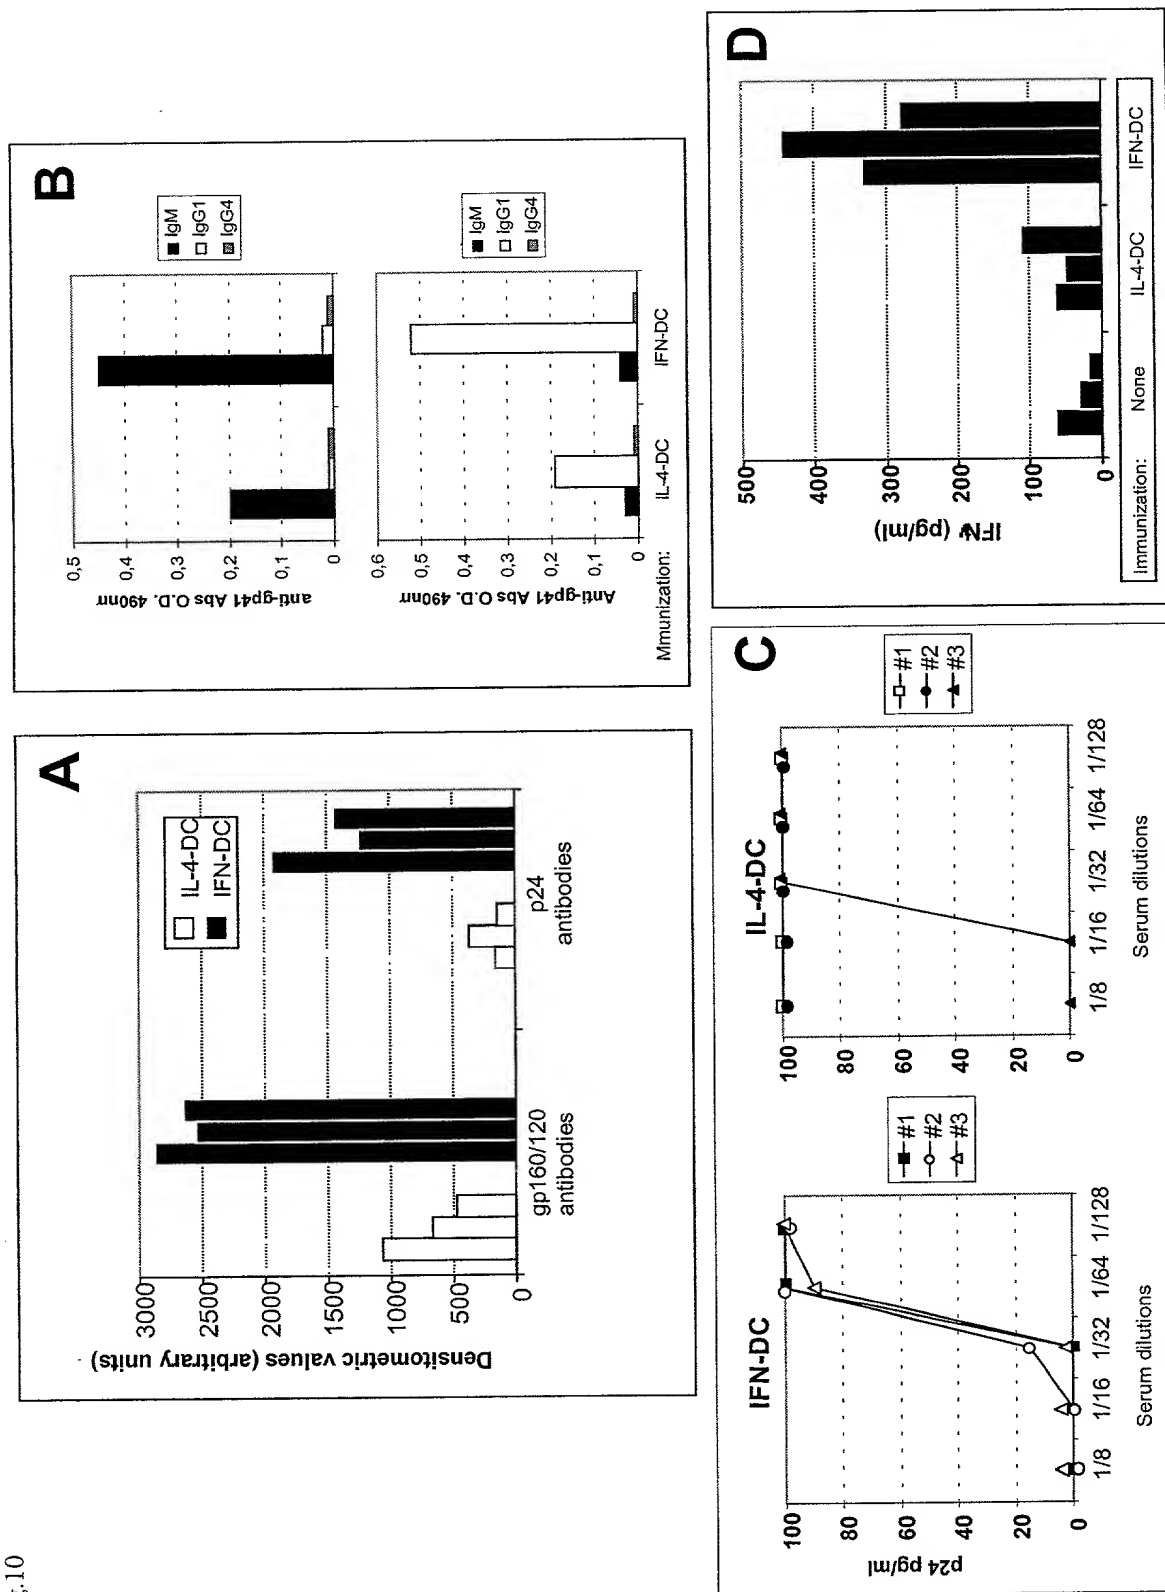 .10
A
Densitometric values (arbitrary units)
3000
2500
2000
1500
1000
500
0
IL-4-DC
IFN-DC
gp160/120
antibodies
p24
antibodies
B
anti-gp41 Abs O.D. 490nr
0,5
0,4
0,3
0,2
0,1
0
IgM
IgG1
IgG4
Anti-gp41 Abs O.D. 490nr
0,6
0,5
0,4
0,3
0,2
0,1
0
IgM
IgG1
IgG4
Mmunization:
IL-4-DC
IFN-DC
C
IFN-DC
p24 pg/ml
100
80
60
40
20
0
1/8
1/16
1/32
1/64
1/128
Serum dilutions
#1
#2
#3
IL-4-DC
100
80
60
40
20
0
1/8
1/16
1/32
1/64
1/128
Serum dilutions
#1
#2
#3
D
(pg/ml)
500
400
300
200
100
0
Immunization:
None
IL-4-DC
IFN-DC